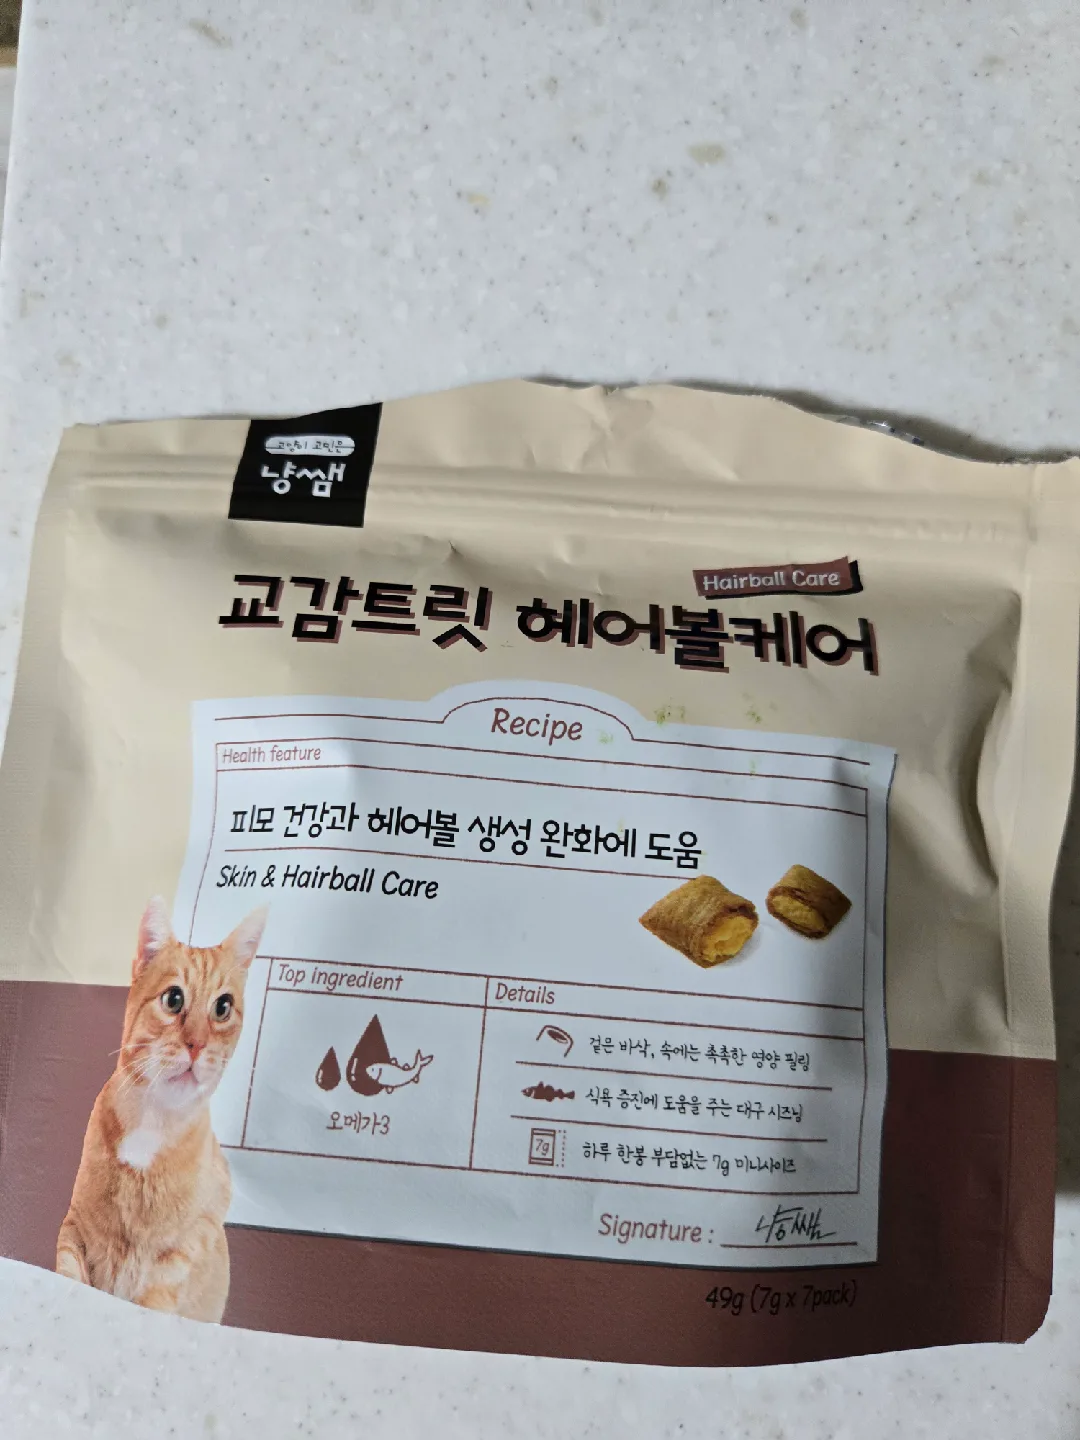 고양이 고민은
냥쌤
Hairball Care
교감트릿 헤어볼케어
Recipe
Health feature
피모 건강과 헤어볼 생성 완화에 도움
Skin & Hairball Care
Top ingredient
오메가3
Details
겉은 바삭, 속에는 촉촉한 영양 필링
식욕 증진에 도움을 주는 대구 시즈닝
7g
하루 한봉 부담없는 7g 미니사이즈
Signature : 냥쌤
49g (7g x 7pack)